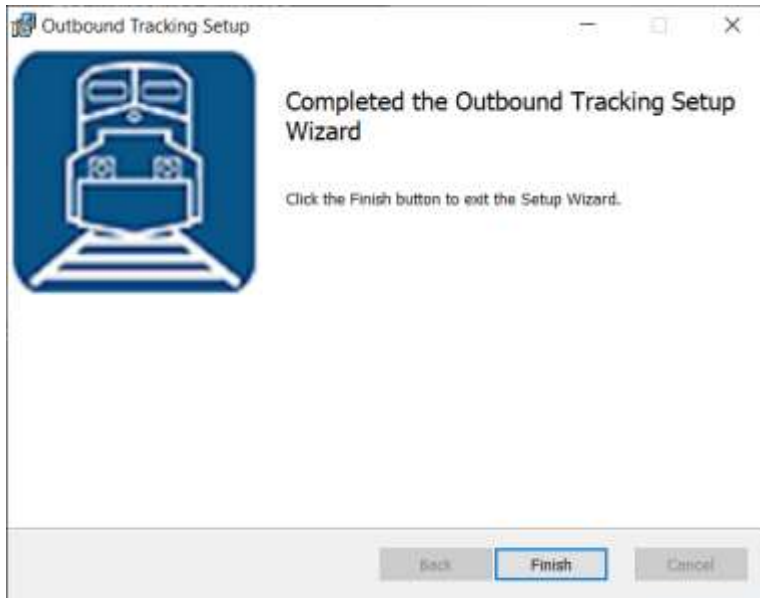 Outbound Tracking Setup
Completed the Outbound Tracking Setup
Wizard
Click the Finish button to exit the Setup Wizard.
Back
Finish
Cancel